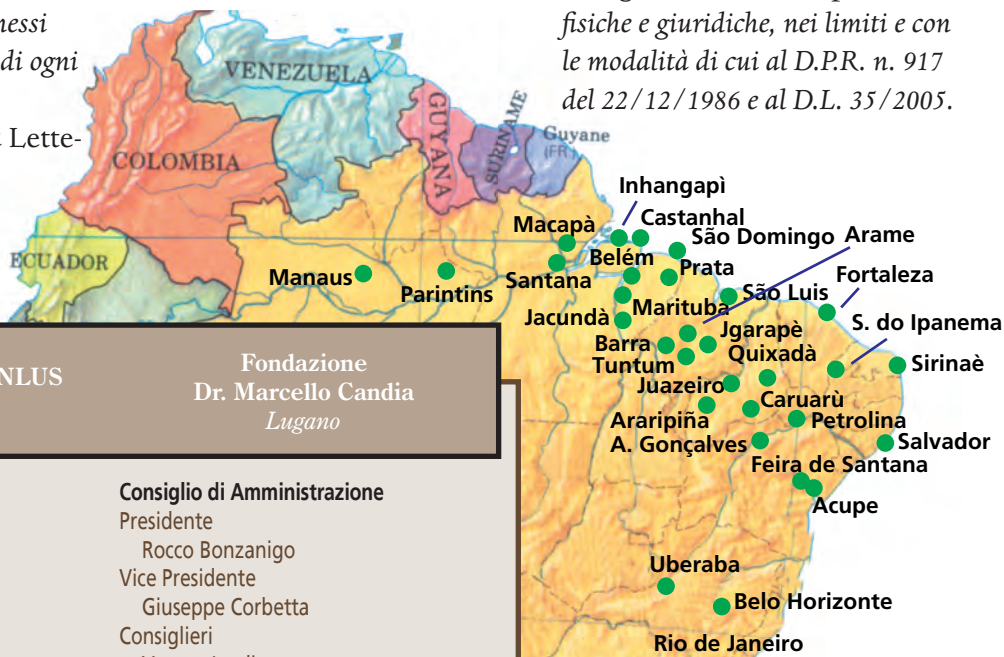 messi
di ogni
Lette-
fisiche e giuridiche, nei limiti e con
le modalità di cui al D.P.R. n. 917
del 22/12/1986 e al D.L. 35/2005.
VENEZUELA
GUYANA
SURINAME
Guyane
(FR.)
COLOMBIA
ECUADOR
Inhangapì
Castanhal
Macapà
São Domingo
Arame
Belém
Manaus
Parintins
Santana
Prata
Fortaleza
Marituba
São Luis
Jacundà
S. do Ipanema
Barra
Jgarapè
Tuntum
Quixadà
Sirinaè
Juazeiro
Caruarù
Araripiña
Petrolina
A. Gonçalves
Salvador
Feira de Santana
Acupe
Uberaba
Belo Horizonte
Rio de Janeiro
NLUS
Fondazione
Dr. Marcello Candia
Lugano
Consiglio di Amministrazione
Presidente
Rocco Bonzanigo
Vice Presidente
Giuseppe Corbetta
Consiglieri